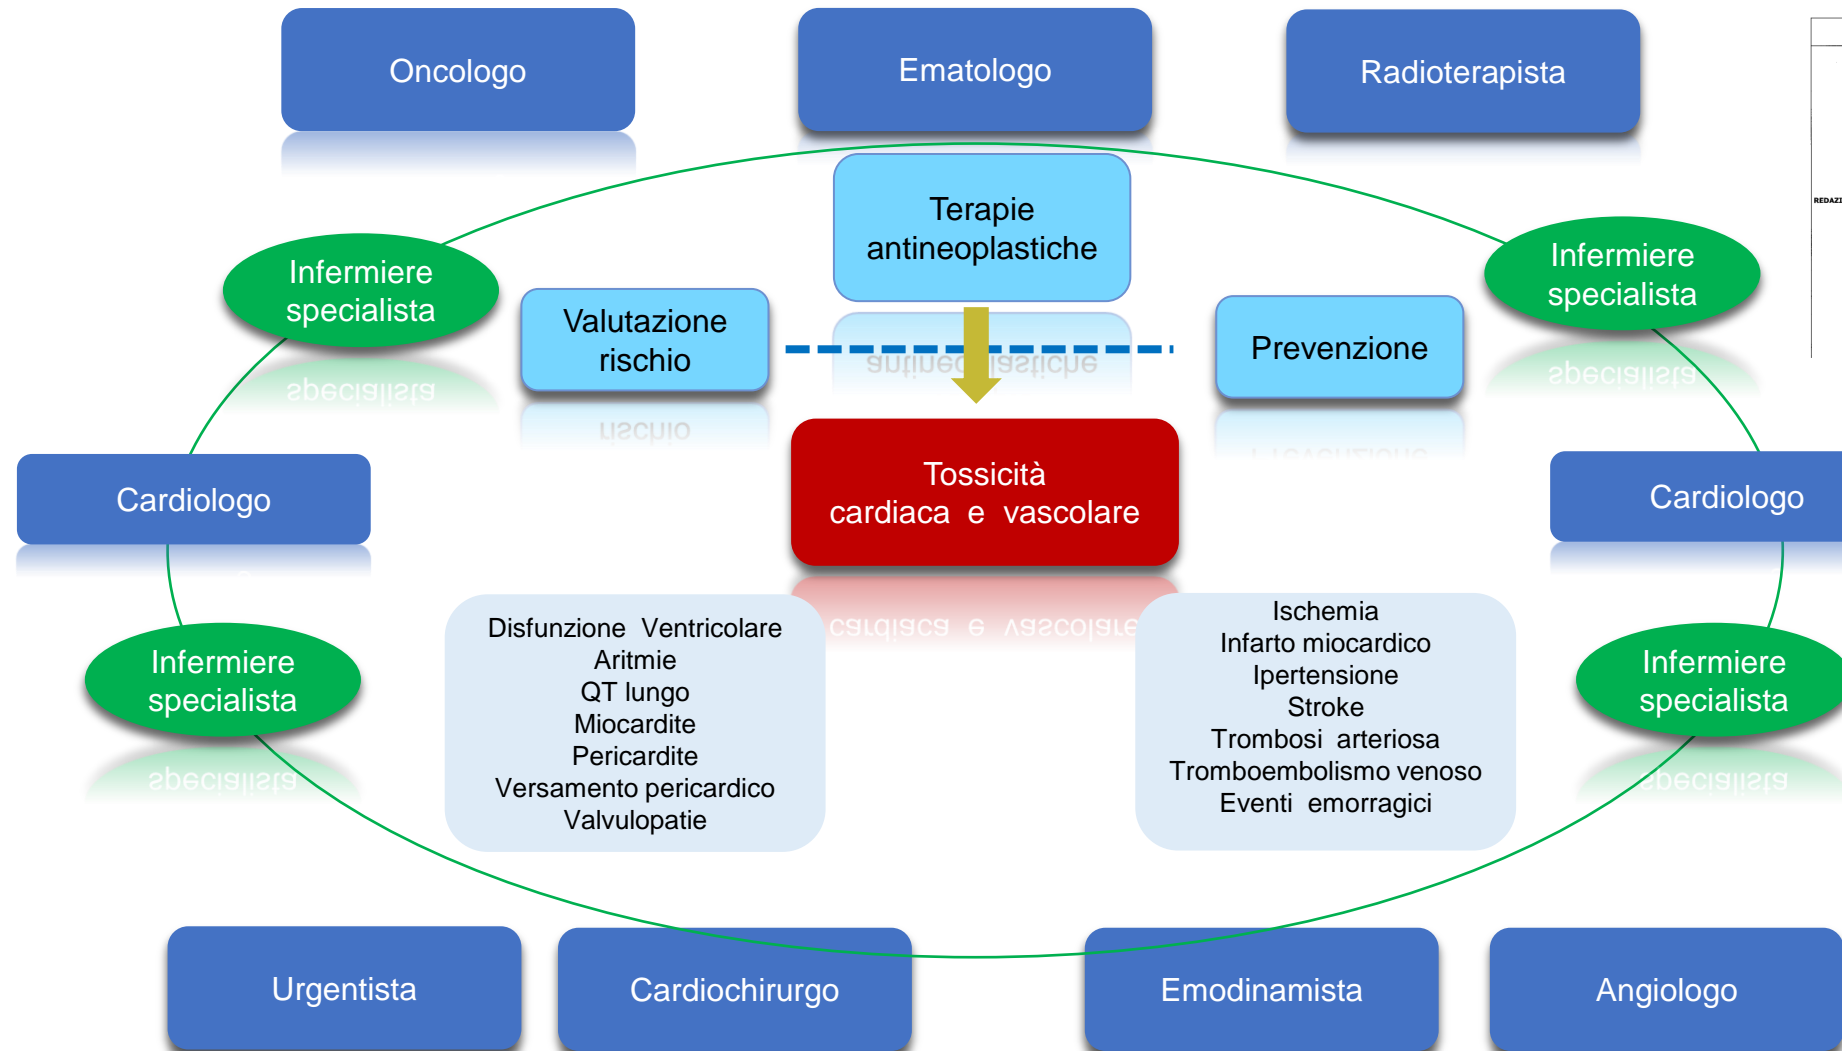 Oncologo
Ematologo
Radioterapista
REDAZI
Terapie
antineoplastiche
Infermiere
specialista
Infermiere
specialista
Valutazione
rischio
Prevenzione
Tossicità
cardiaca e vascolare
Cardiologo
Cardiologo
Disfunzione Ventricolare
Aritmie
QT lungo
Miocardite
Pericardite
Versamento pericardico
Valvulopatie
Ischemia
Infarto miocardico
Ipertensione
Stroke
Trombosi arteriosa
Tromboembolismo venoso
Eventi emorragici
Infermiere
specialista
Infermiere
specialista
Urgentista
Cardiochirurgo
Emodinamista
Angiologo